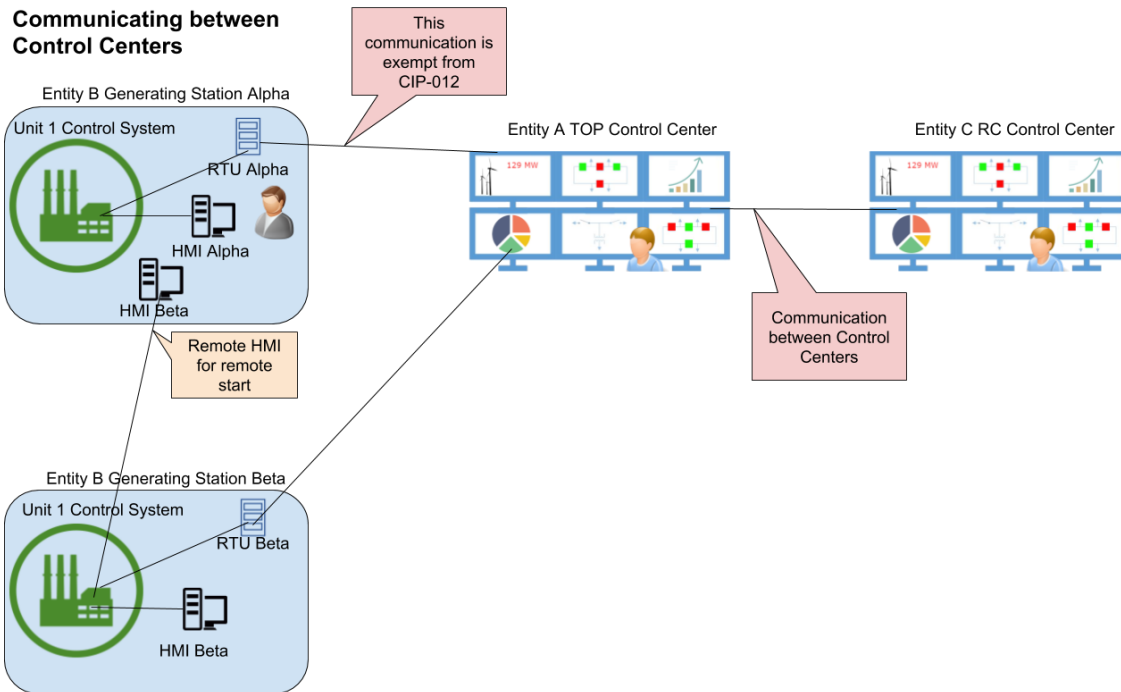 Communicating between
Control Centers
This
communication is
exempt from
CIP-012
Entity B Generating Station Alpha
Unit 1 Control System
RTU Alpha
HMI Alpha
HMI Beta
Entity A TOP Control Center
129 MW
Entity C RC Control Center
129 MW
Remote HMI
for remote
start
Communication
between Control
Centers
Entity B Generating Station Beta
Unit 1 Control System
RTU Beta
HMI Beta